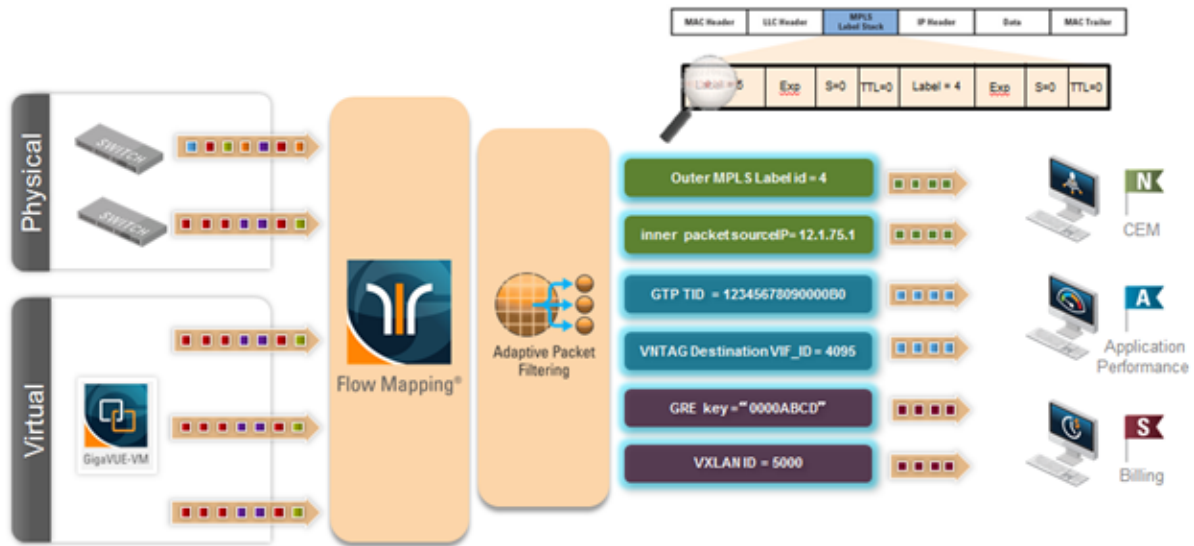 MAC Header
LLC Header
MPLS
Label Stack
IP Header
Data
MAC Trailer
Label = 5
Exp
S=0
TTL=0
Label = 4
Exp
S=0
TTL=0
Physical
SWITCH
SWITCH
Virtual
GigaVUE-VM
Flow Mapping®
Adaptive Packet
Filtering
Outer MPLS Label id = 4
inner packet sourceIP= 12.1.75.1
GTP TID = 12345678090000B0
VNTAG Destination VIF_ID = 4095
GRE key = "0000ABCD"
VXLAN ID = 5000
N
CEM
A
Application
Performance
S
Billing